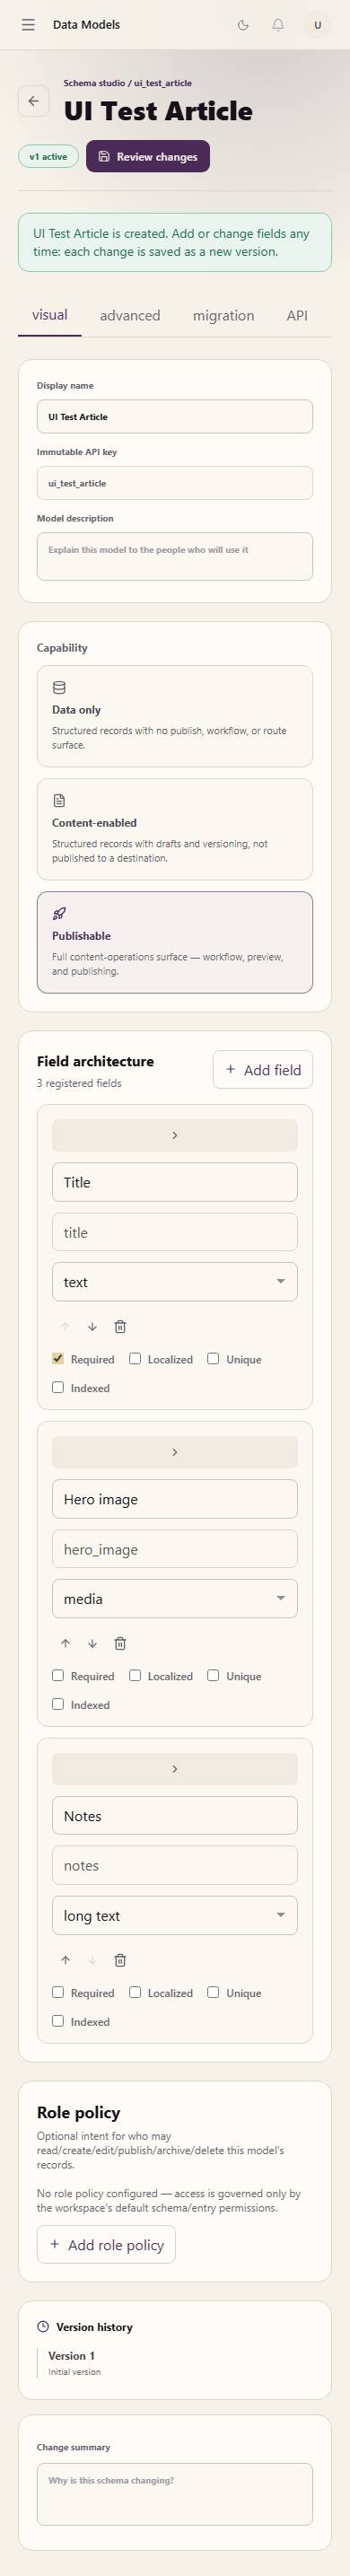 Data Models
U
Schema studio / ui_test_article
UI Test Article
v1 active
Review changes
UI Test Article is created. Add or change fields any
time: each change is saved as a new version.
visual
advanced
migration
API
Display name
UI Test Article
Immutable API key
ui_test_article
Model description
Explain this model to the people who will use it
Capability
Data only
Structured records with no publish, workflow, or route
surface.
Content-enabled
Structured records with drafts and versioning, not
published to a destination.
Publishable
Full content-operations surface — workflow, preview,
and publishing.
Field architecture
3 registered fields
+ Add field
Title
title
text
Required
Localized
Unique
Indexed
Hero image
hero_image
media
Required
Localized
Unique
Indexed
Notes
notes
long text
Required
Localized
Unique
Indexed
Role policy
Optional intent for who may
read/create/edit/publish/archive/delete this model's
records.
No role policy configured — access is governed only by
the workspace's default schema/entry permissions.
+ Add role policy
Version history
Version 1
Initial version
Change summary
Why is this schema changing?